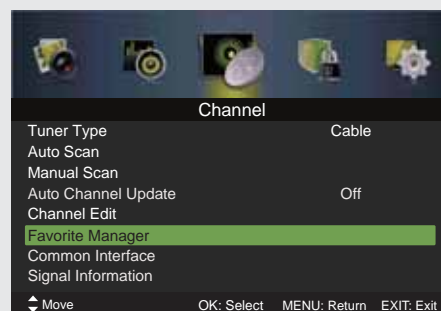 Channel
Tuner Type Cable
Auto Scan
Manual Scan
Auto Channel Update Off
Channel Edit
Favorite Manager
Common Interface
Signal Information
Move OK: Select MENU: Return EXIT: Exit